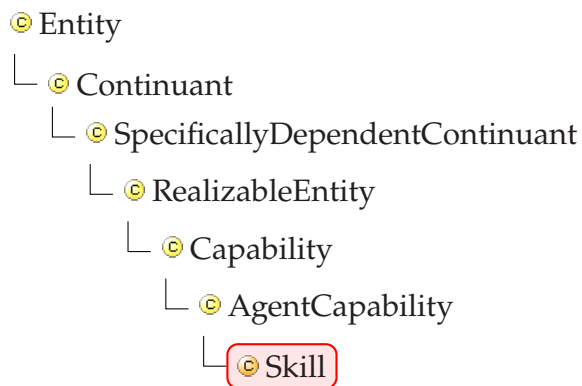 C Entity
C Continuant
C SpecificallyDependentContinuant
C RealizableEntity
C Capability
C AgentCapability
C Skill